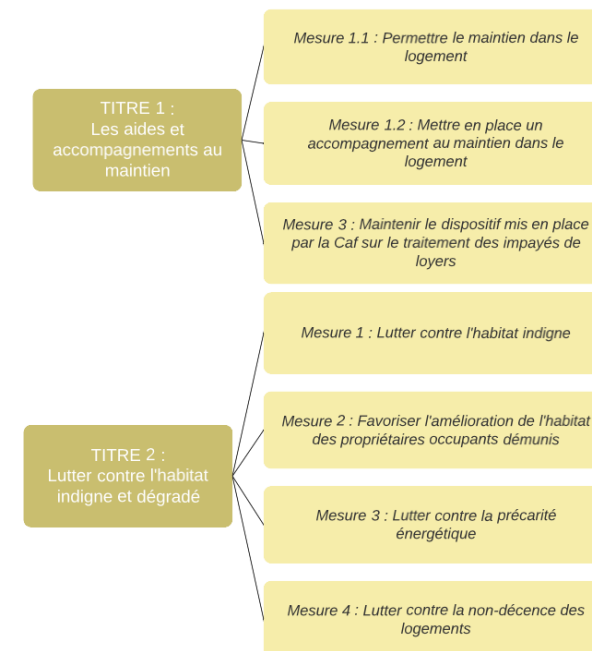 TITRE 1 :
Les aides et
accompagnements au
maintien
Mesure 1.1 : Permettre le maintien dans le
logement
Mesure 1.2 : Mettre en place un
accompagnement au maintien dans le
logement
Mesure 3 : Maintenir le dispositif mis en place
par la Caf sur le traitement des impayés de
loyers
TITRE 2 :
Lutter contre l'habitat
indigne et dégradé
Mesure 1 : Lutter contre l'habitat indigne
Mesure 2 : Favoriser l'amélioration de l'habitat
des propriétaires occupants démunis
Mesure 3 : Lutter contre la précarité
énergétique
Mesure 4 : Lutter contre la non-décence des
logements